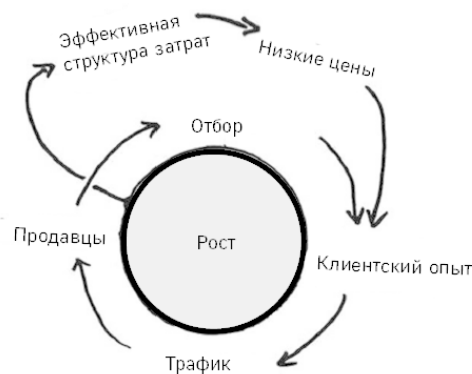 Эффективная
структура затрат
Низкие цены
Отбор
Продавцы
Рост
Клиентский опыт
Трафик